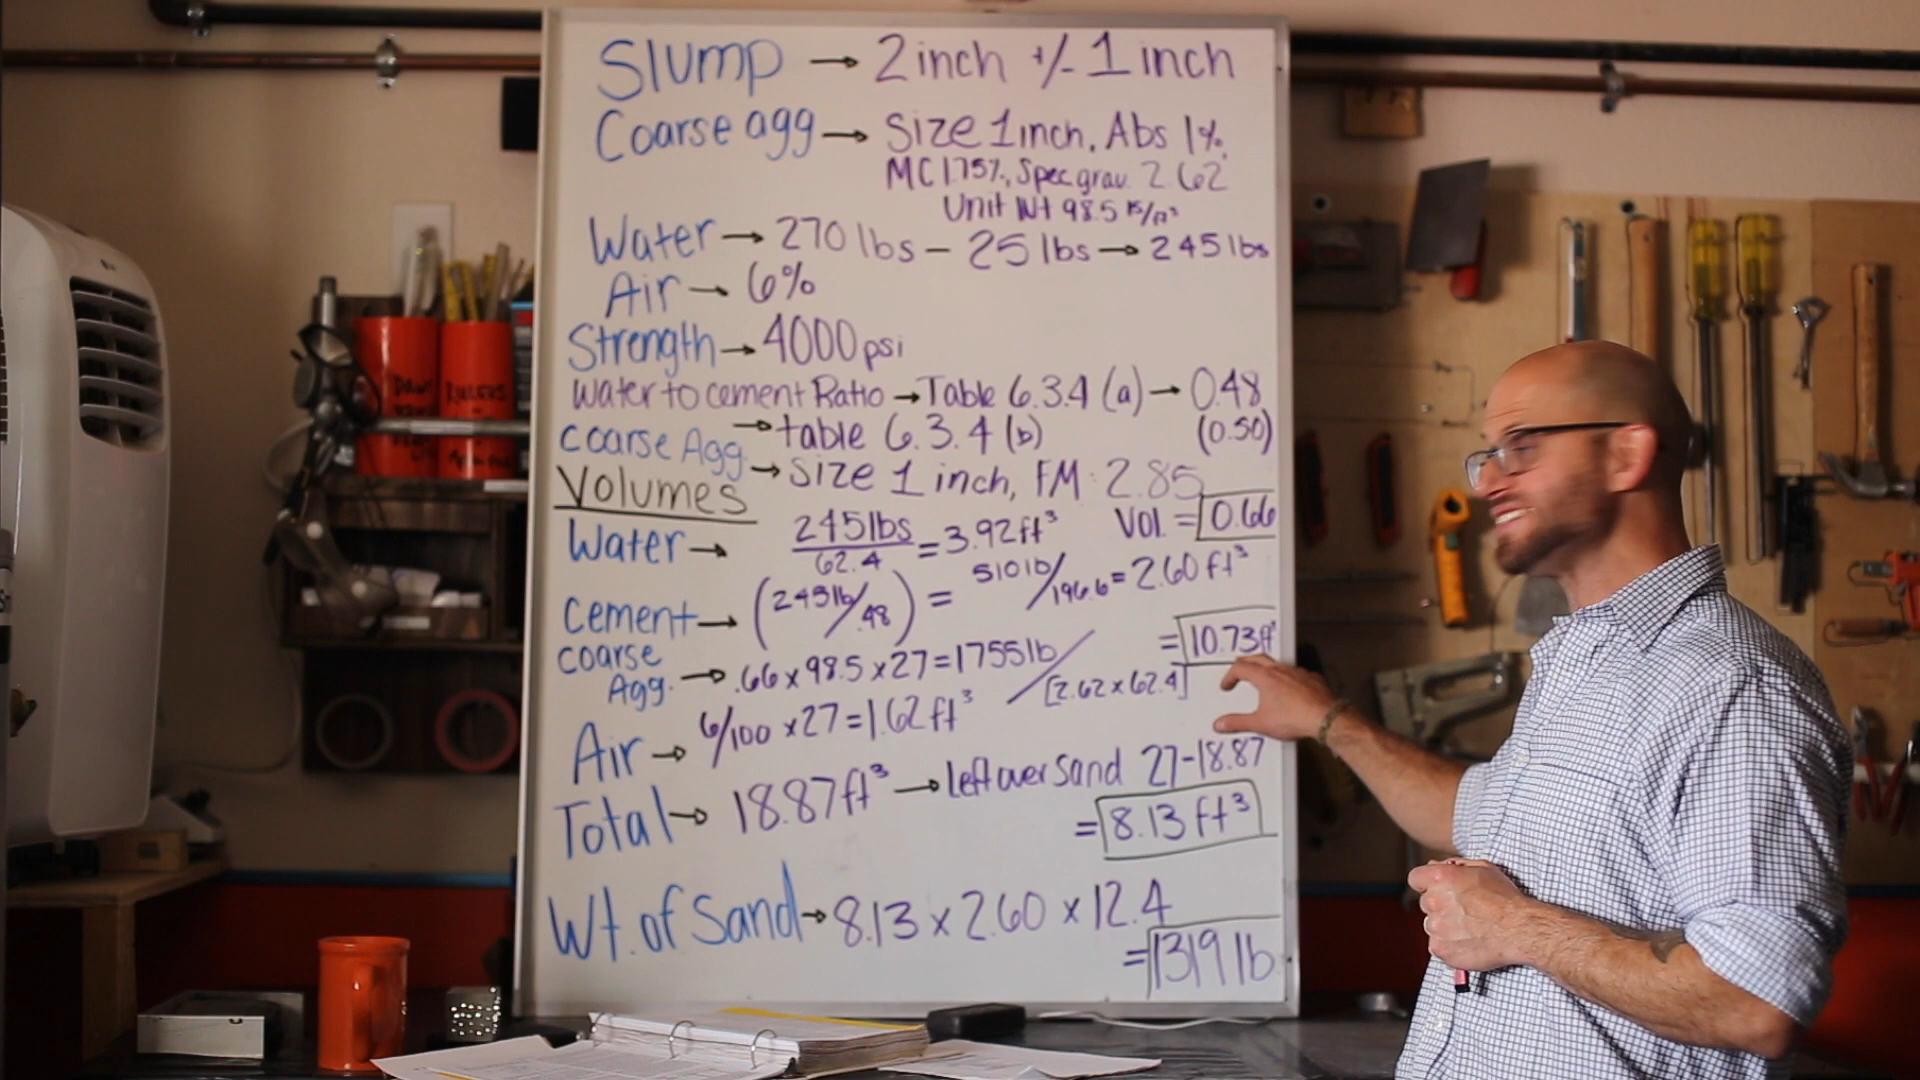 Slump → 2 inch +/- 1 inch
Coarse agg → Size 1 inch, Abs 1%,
MC 1.75%, Spec grav. 2.62
Unit Wt 98.5 lb/ft³
Water → 270 lbs - 25 lbs → 245 lbs
Air → 6%
Strength → 4000 psi
Water to cement Ratio → Table 6.3.4 (a) → 0.48
(0.50)
Coarse Agg. → table 6.3.4 (b)
→ Size 1 inch, FM: 2.85
Vol. = 0.66
Volumes
Water → 245 lbs / 62.4 = 3.92 ft³
Cement → (245 lb/.48) = 510 lb/196.6 = 2.60 ft³
Coarse Agg. → .66 x 98.5 x 27 = 1755 lb / [2.62 x 62.4] = 10.73 ft³
Air → 6/100 x 27 = 1.62 ft³
Total → 18.87 ft³ → Left over Sand 27-18.87
= 8.13 ft³
Wt. of Sand → 8.13 x 2.60 x 12.4
= 1319 lb